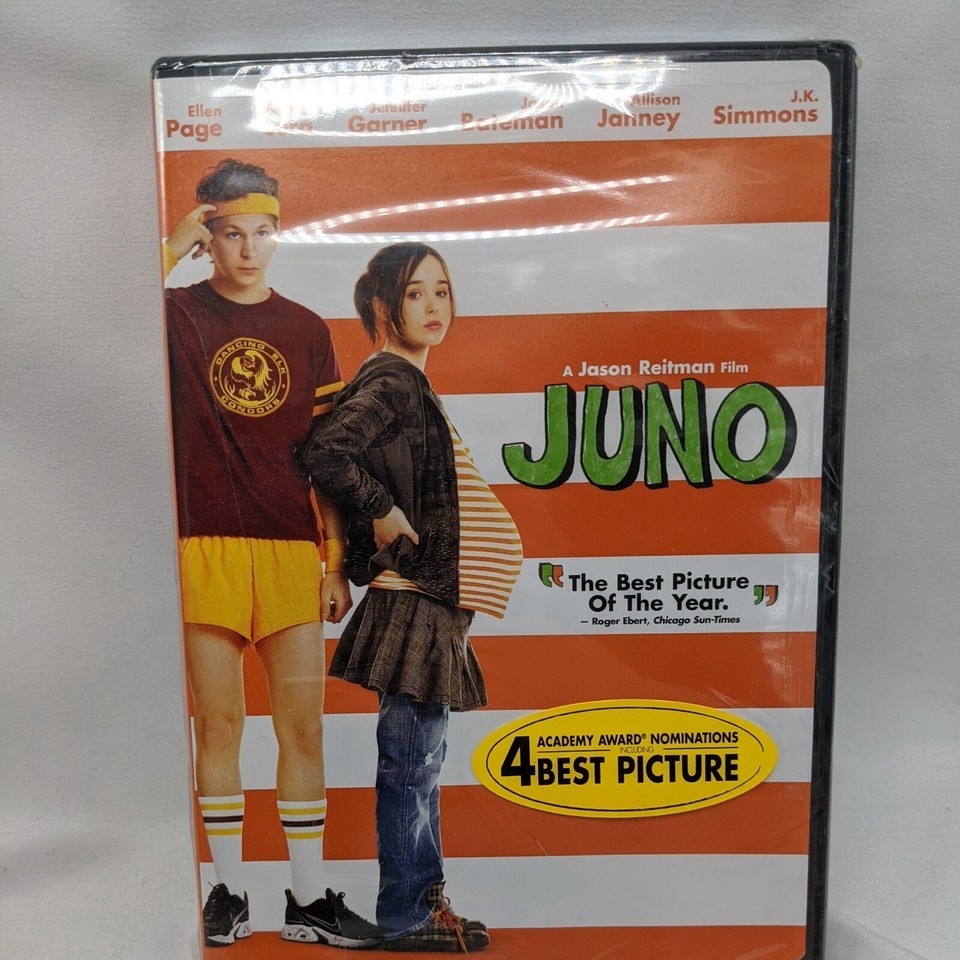 Ellen Jennifer Allison J.K.
Page Garner Bateman Janney Simmons
DANCING ELK
CONDORS
A Jason Reitman Film
JUNO
"The Best Picture
Of The Year."
– Roger Ebert, Chicago Sun-Times
4 ACADEMY AWARD® NOMINATIONS
INCLUDING
BEST PICTURE